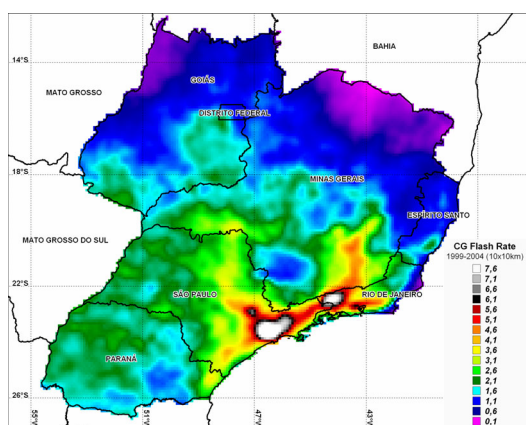 BAHIA
14°S
GOIÁS
MATO GROSSO
DISTRITO FEDERAL
18°S
MINAS GERAIS
ESPÍRITO SANTO
MATO GROSSO DO SUL
CG Flash Rate
1999-2004 (10x10km)
7,6
7,1
6,6
6,1
5,6
5,1
4,6
4,1
3,6
3,1
2,6
2,1
1,6
1,1
0,6
0,1
22°S
SÃO PAULO
RIO DE JANEIRO
PARANÁ
26°S
55°W
51°W
47°W
43°W